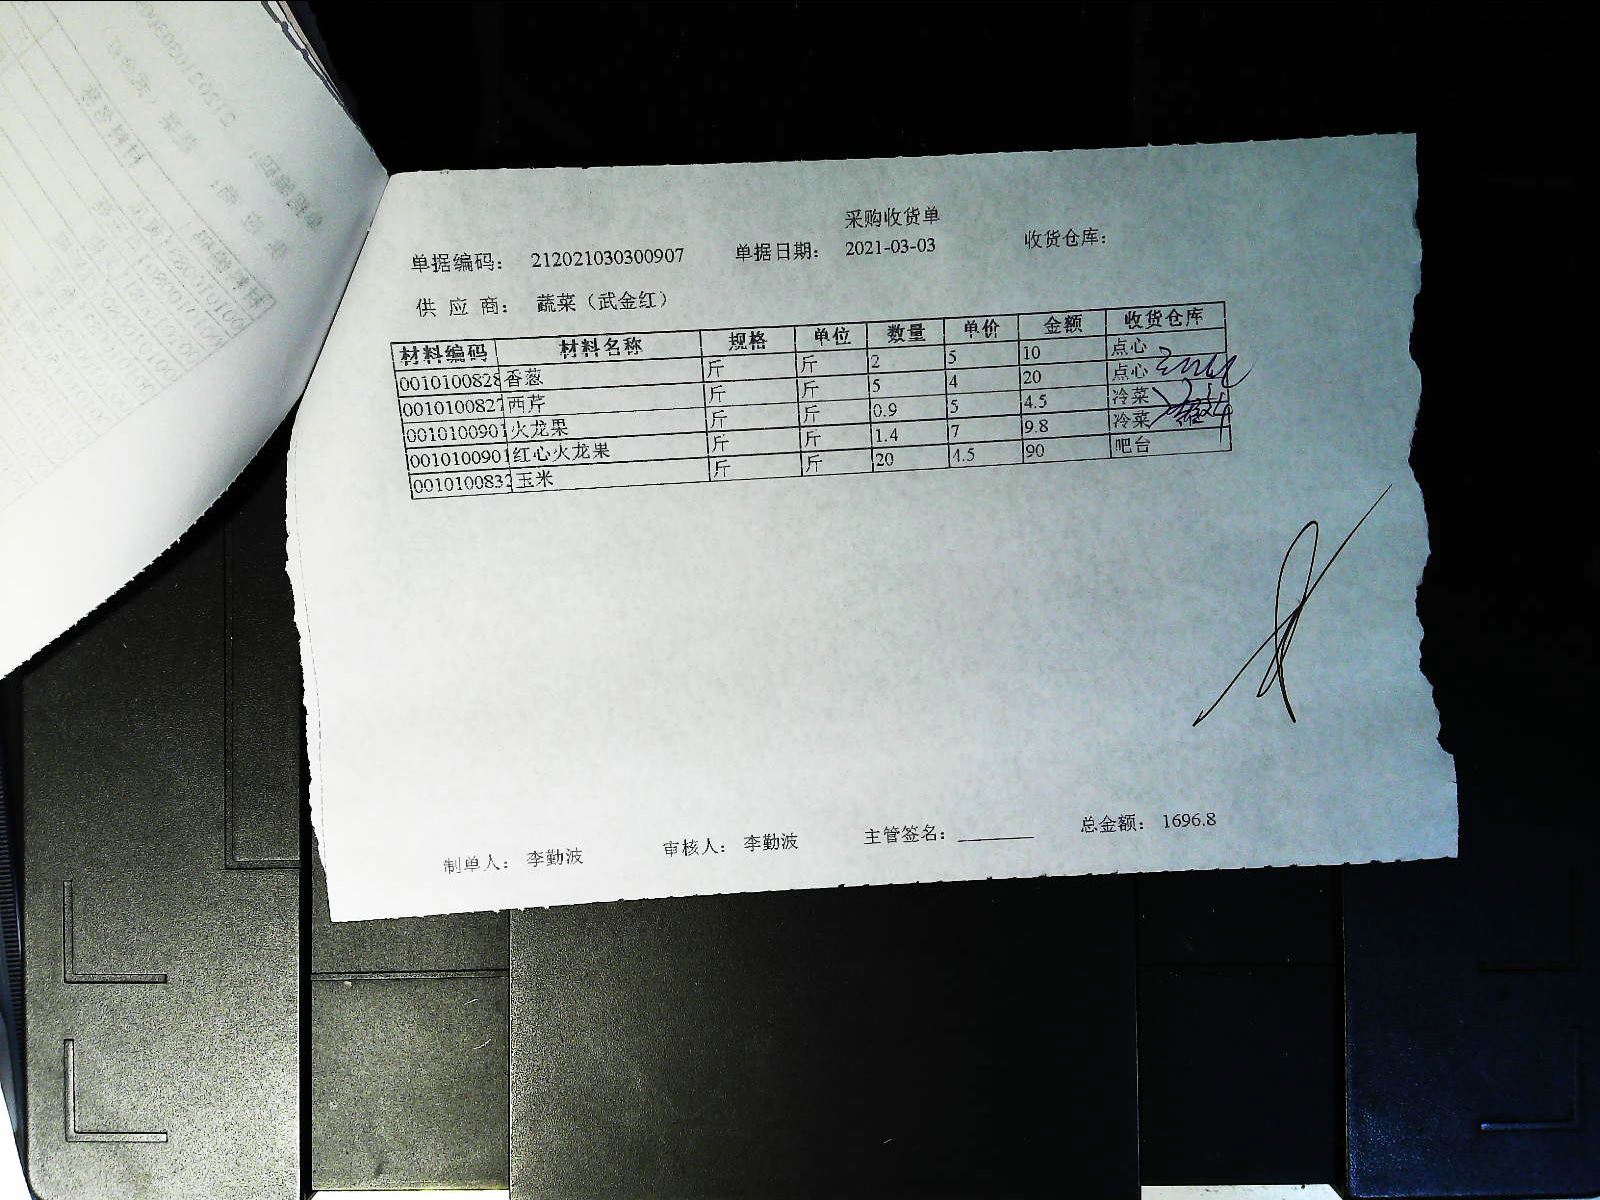 采购收货单
单据编码： 212021030300907 单据日期： 2021-03-03 收货仓库：
供 应 商： 蔬菜（武金红）
材料编码 材料名称 规格 单位 数量 单价 金额 收货仓库
0010100828 香葱 斤 斤 2 5 10 点心
0010100827 西芹 斤 斤 5 4 20 点心
001010090 火龙果 斤 斤 0.9 5 4.5 冷菜
001010090 红心火龙果 斤 斤 1.4 7 9.8 冷菜
001010083 玉米 斤 斤 20 4.5 90 吧台
制单人： 李勤波 审核人： 李勤波 主管签名： 总金额： 1696.8